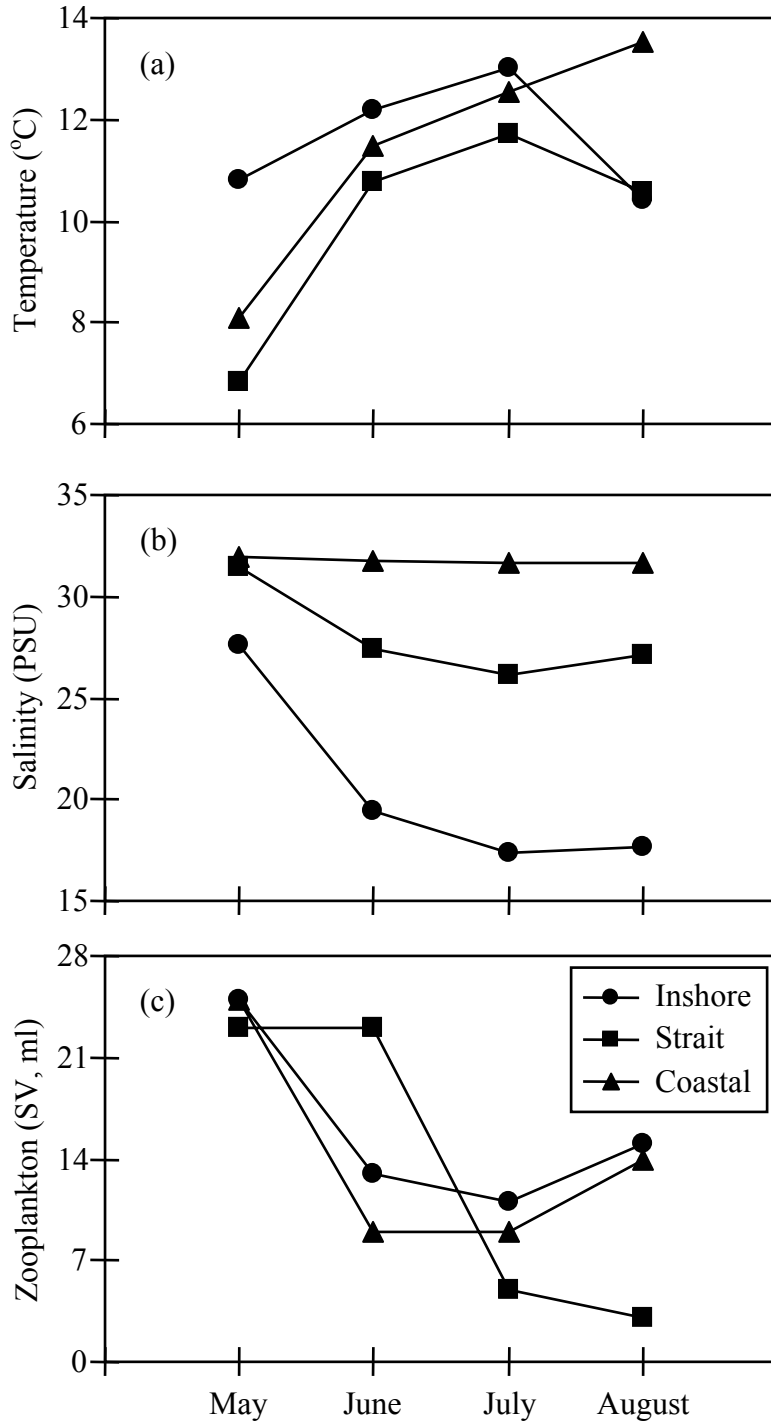 14
12
10
8
6
Temperature (°C)
(a)
35
30
25
20
15
Salinity (PSU)
(b)
28
21
14
7
0
Zooplankton (SV, ml)
(c)
Inshore
Strait
Coastal
May June July August